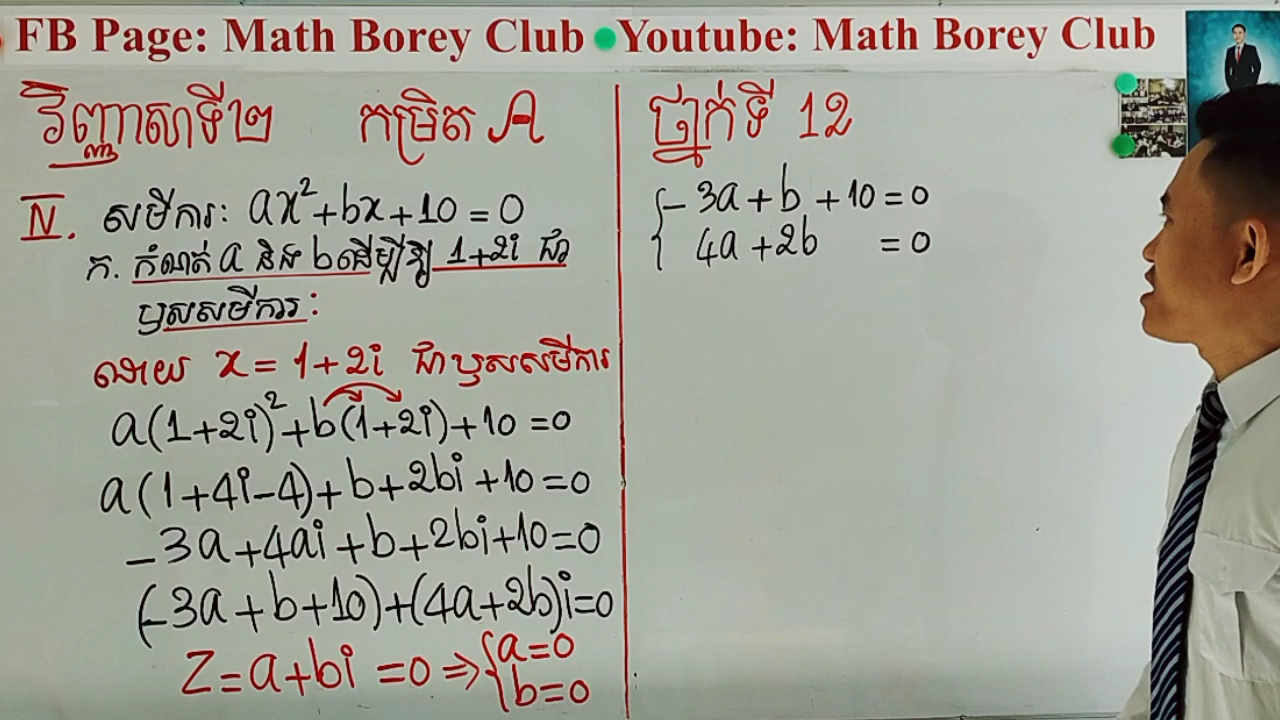 FB Page: Math Borey Club Youtube: Math Borey Club
វិញ្ញាសាទី២ កម្រិត A
IV. សមីការ: ax²+bx+10=0
ក. កំណត់ a និង b ដើម្បីឱ្យ 1+2i ជា
ឫសសមីការ:
ដោយ x=1+2i ជាឫសសមីការ
a(1+2i)²+b(1+2i)+10=0
a(1+4i-4)+b+2bi+10=0
-3a+4ai+b+2bi+10=0
(-3a+b+10)+(4a+2b)i=0
Z=a+bi=0⇒{a=0
b=0
ថ្នាក់ទី 12
{-3a+b+10=0
4a+2b=0